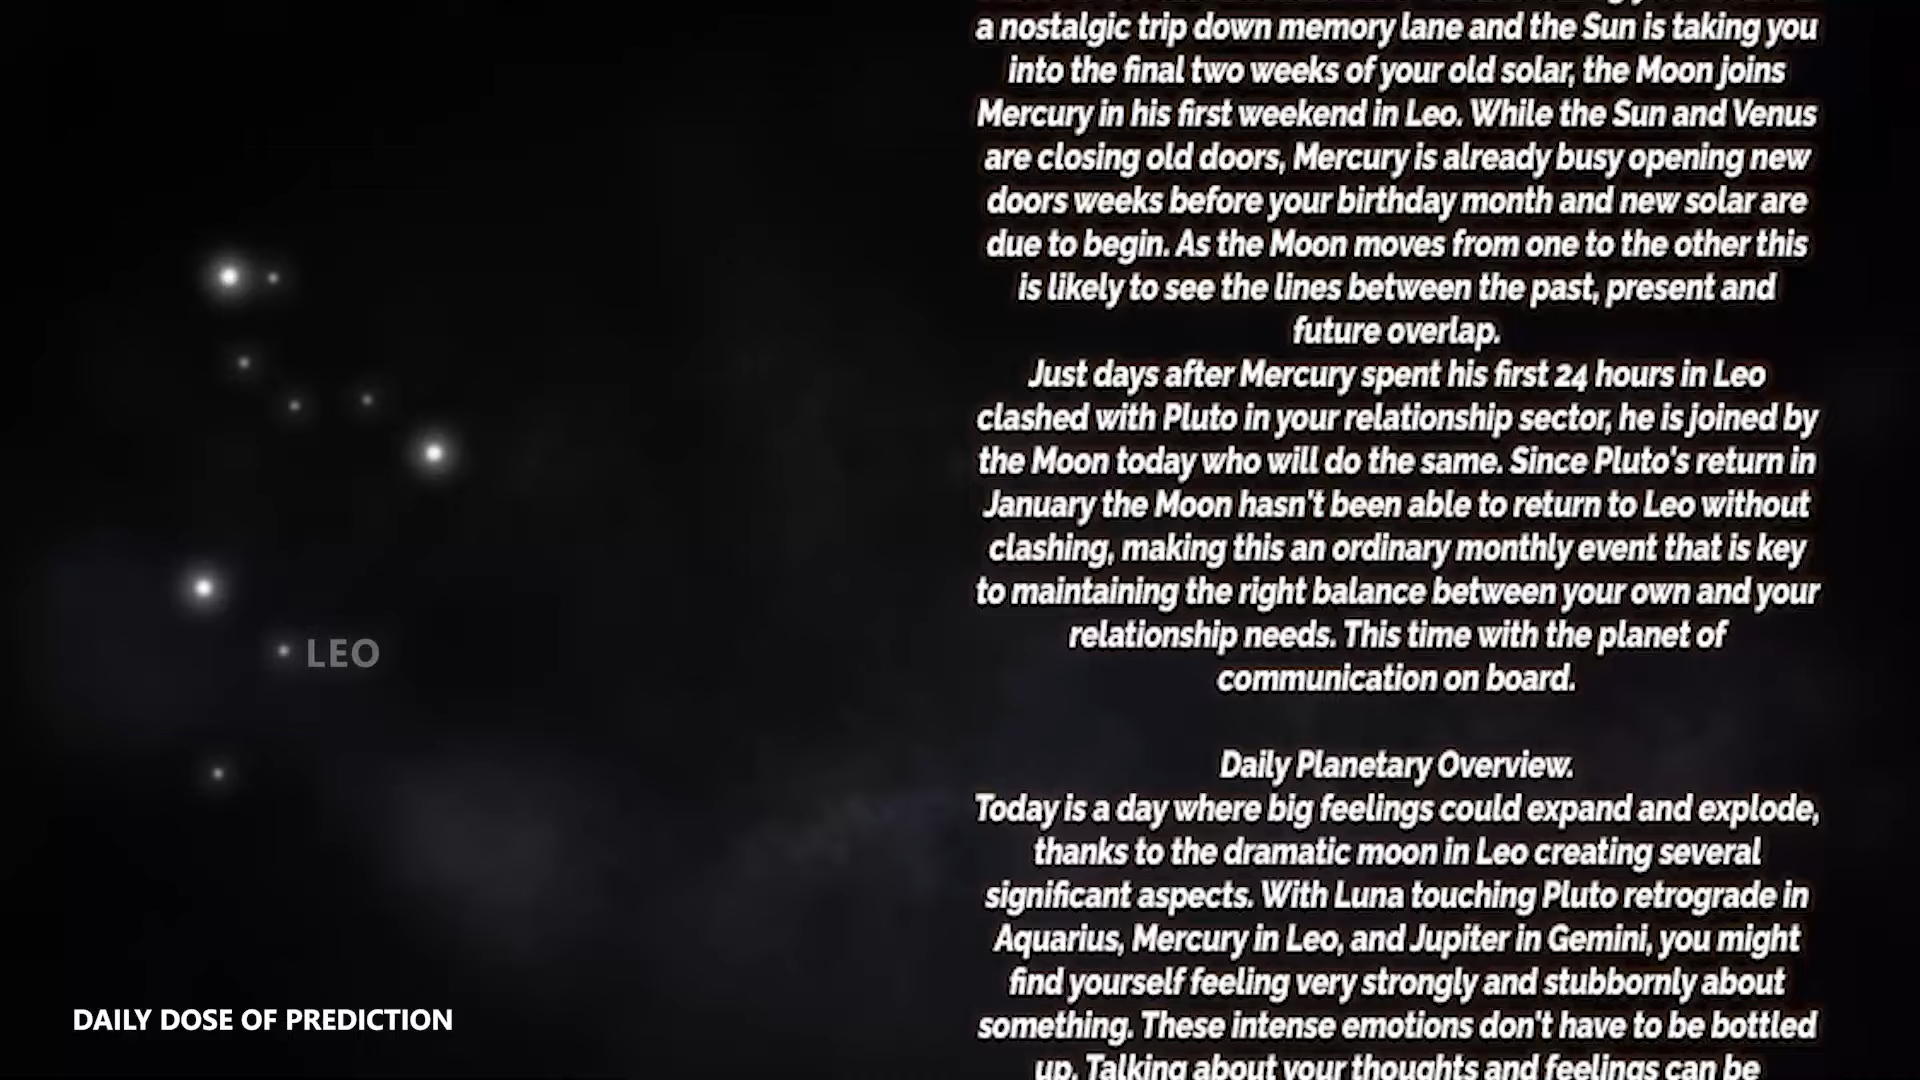 a nostalgic trip down memory lane and the Sun is taking you
into the final two weeks of your old solar, the Moon joins
Mercury in his first weekend in Leo. While the Sun and Venus
are closing old doors, Mercury is already busy opening new
doors weeks before your birthday month and new solar are
due to begin. As the Moon moves from one to the other this
is likely to see the lines between the past, present and
future overlap.
Just days after Mercury spent his first 24 hours in Leo
clashed with Pluto in your relationship sector, he is joined by
the Moon today who will do the same. Since Pluto's return in
January the Moon hasn't been able to return to Leo without
clashing, making this an ordinary monthly event that is key
to maintaining the right balance between your own and your
relationship needs. This time with the planet of
communication on board.
Daily Planetary Overview.
Today is a day where big feelings could expand and explode,
thanks to the dramatic moon in Leo creating several
significant aspects. With Luna touching Pluto retrograde in
Aquarius, Mercury in Leo, and Jupiter in Gemini, you might
find yourself feeling very strongly and stubbornly about
something. These intense emotions don't have to be bottled
up. Talking about your thoughts and feelings can be
LEO
DAILY DOSE OF PREDICTION